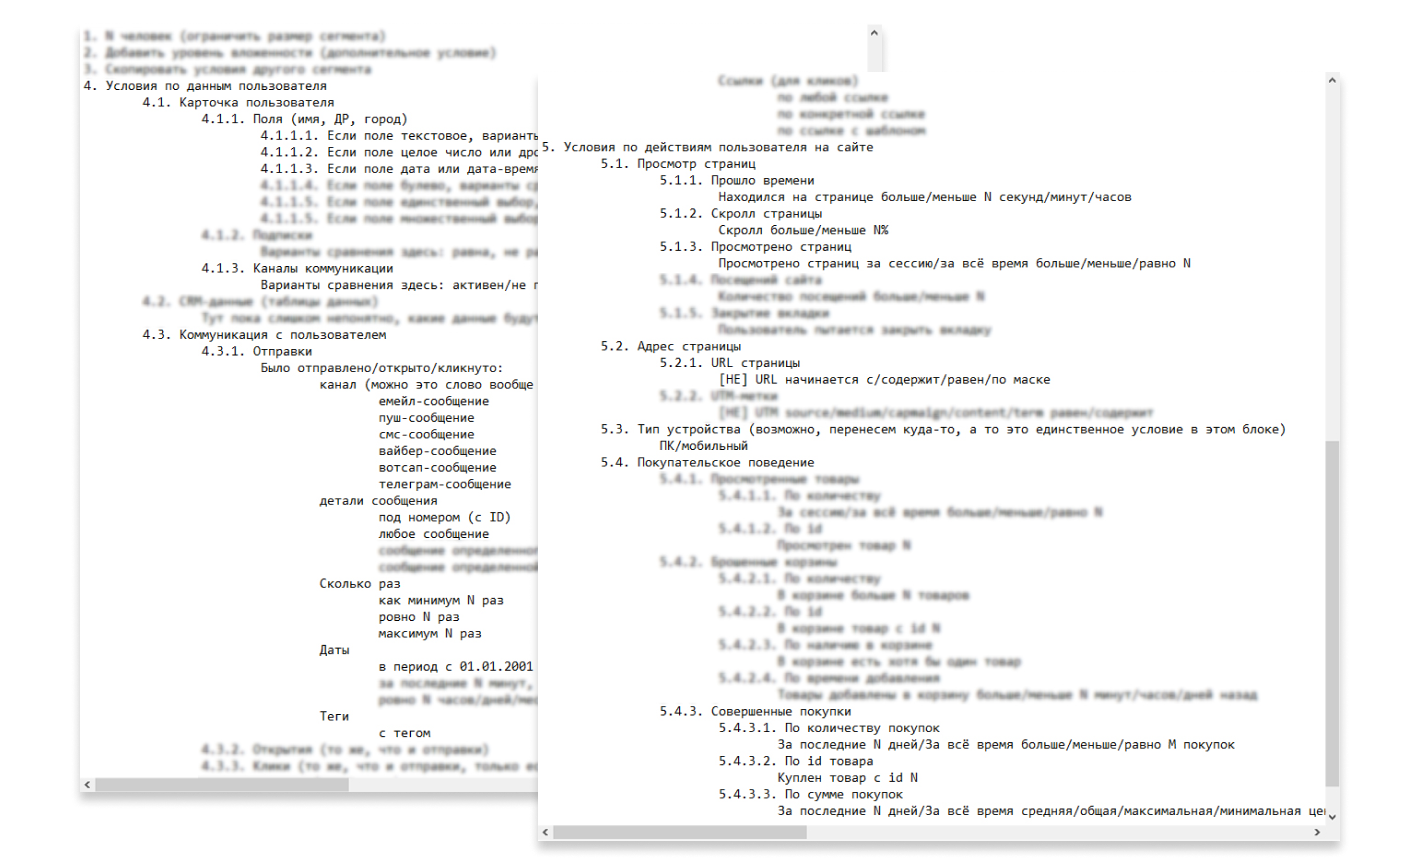 1. N человек (ограничить размер сегмента)
2. Добавить уровень вложенности (дополнительное условие)
3. Скопировать условия другого сегмента
4. Условия по данным пользователя
4.1. Карточка пользователя
4.1.1. Поля (имя, ДР, город)
4.1.1.1. Если поле текстовое, варианты
4.1.1.2. Если поле целое число или дро
4.1.1.3. Если поле дата или дата-время
4.1.1.4. Если поле булево, варианты ср
4.1.1.5. Если поле единственный выбор,
4.1.1.5. Если поле множественный выбор
4.1.2. Подписки
Варианты сравнения здесь: равна, не ра
4.1.3. Каналы коммуникации
Варианты сравнения здесь: активен/не п
4.2. CRM-данные (таблицы данных)
Тут пока слишком непонятно, какие данные будут
4.3. Коммуникация с пользователем
4.3.1. Отправки
Было отправлено/открыто/кликнуто:
канал (можно это слово вообще
емейл-сообщение
пуш-сообщение
смс-сообщение
вайбер-сообщение
вотсап-сообщение
телеграм-сообщение
детали сообщения
под номером (с ID)
любое сообщение
сообщение определенног
сообщение определенной
Сколько раз
как минимум N раз
ровно N раз
максимум N раз
Даты
в период с 01.01.2001
за последние N минут,
ровно N часов/дней/мес
Теги
с тегом
4.3.2. Открытия (то же, что и отправки)
4.3.3. Клики (то же, что и отправки, только ес
Ссылки (для кликов)
по любой ссылке
по конкретной ссылке
по ссылке с шаблоном
5. Условия по действиям пользователя на сайте
5.1. Просмотр страниц
5.1.1. Прошло времени
Находился на странице больше/меньше N секунд/минут/часов
5.1.2. Скролл страницы
Скролл больше/меньше N%
5.1.3. Просмотрено страниц
Просмотрено страниц за сессию/за всё время больше/меньше/равно N
5.1.4. Посещений сайта
Количество посещений больше/меньше N
5.1.5. Закрытие вкладки
Пользователь пытается закрыть вкладку
5.2. Адрес страницы
5.2.1. URL страницы
[НЕ] URL начинается с/содержит/равен/по маске
5.2.2. UTM-метки
[НЕ] UTM source/medium/capmaign/content/term равен/содержит
5.3. Тип устройства (возможно, перенесем куда-то, а то это единственное условие в этом блоке)
ПК/мобильный
5.4. Покупательское поведение
5.4.1. Просмотренные товары
5.4.1.1. По количеству
За сессию/за всё время больше/меньше/равно N
5.4.1.2. По id
Просмотрен товар N
5.4.2. Брошенные корзины
5.4.2.1. По количеству
В корзине больше N товаров
5.4.2.2. По id
В корзине товар с id N
5.4.2.3. По наличию в корзине
В корзине есть хотя бы один товар
5.4.2.4. По времени добавления
Товары добавлены в корзину больше/меньше N минут/часов/дней назад
5.4.3. Совершенные покупки
5.4.3.1. По количеству покупок
За последние N дней/За всё время больше/меньше/равно M покупок
5.4.3.2. По id товара
Куплен товар с id N
5.4.3.3. По сумме покупок
За последние N дней/За всё время средняя/общая/максимальная/минимальная цен